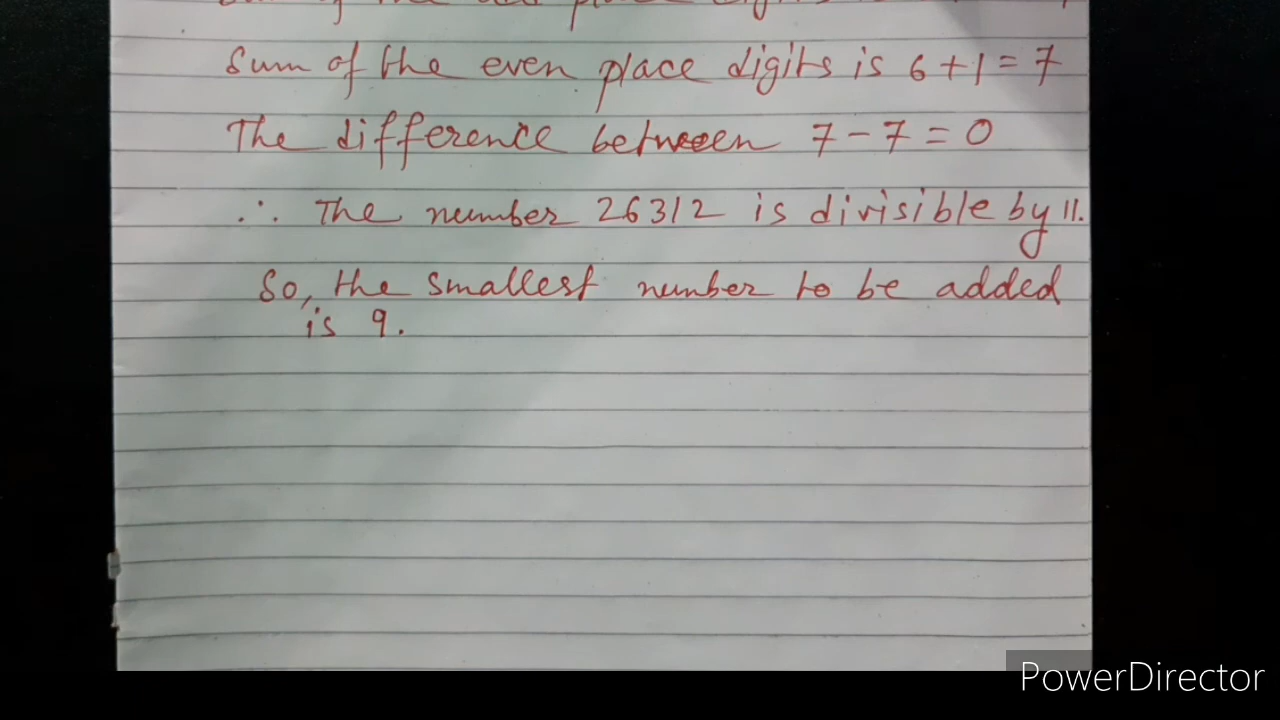 Sum of the even place digits is 6+1=7
The difference between 7-7=0
∴ The number 26312 is divisible by 11.
So, the smallest number to be added
is 9.
PowerDirector